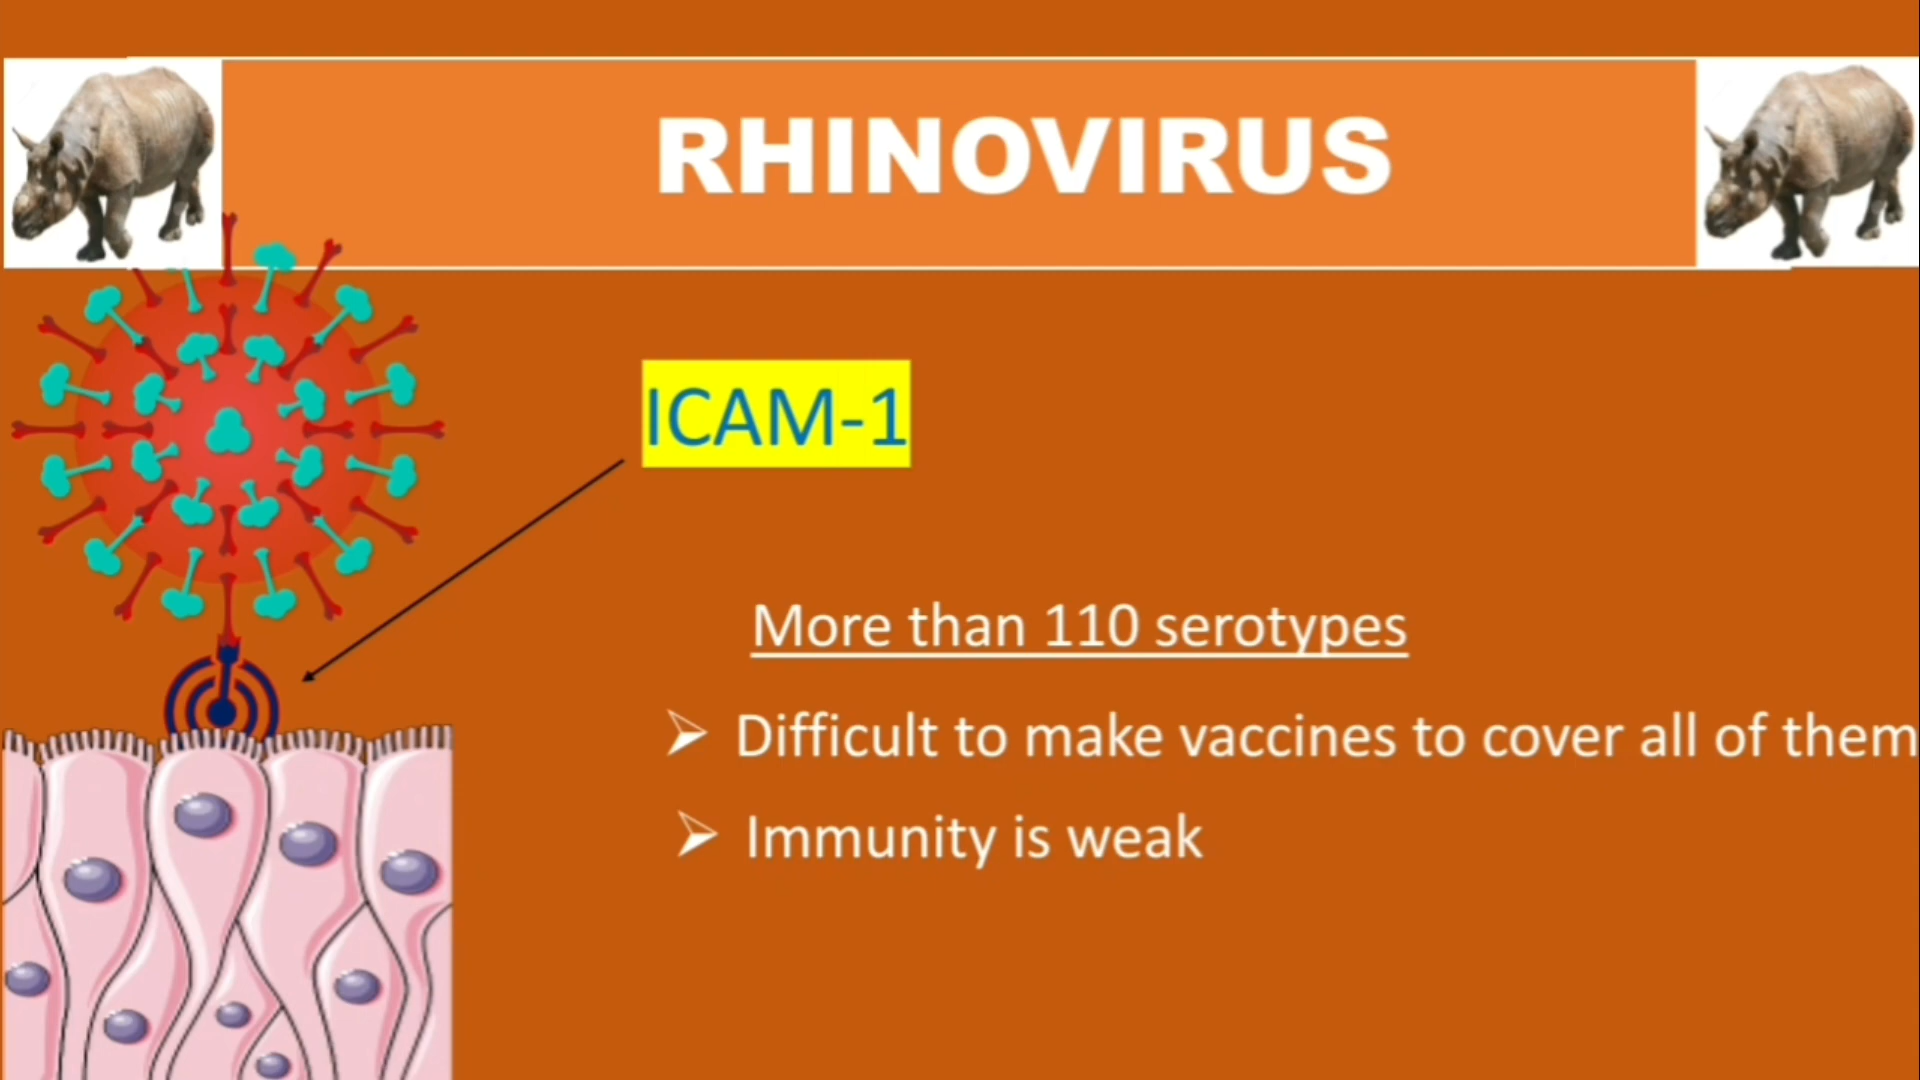 RHINOVIRUS
ICAM-1
More than 110 serotypes
Difficult to make vaccines to cover all of them
Immunity is weak